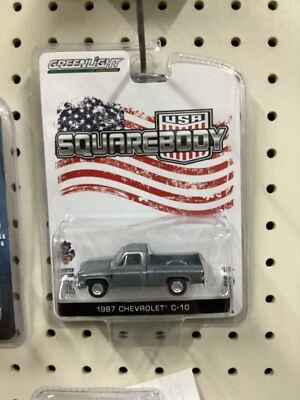 GREENLIGHT
USA
SQUAREBODY
1987 CHEVROLET C-10